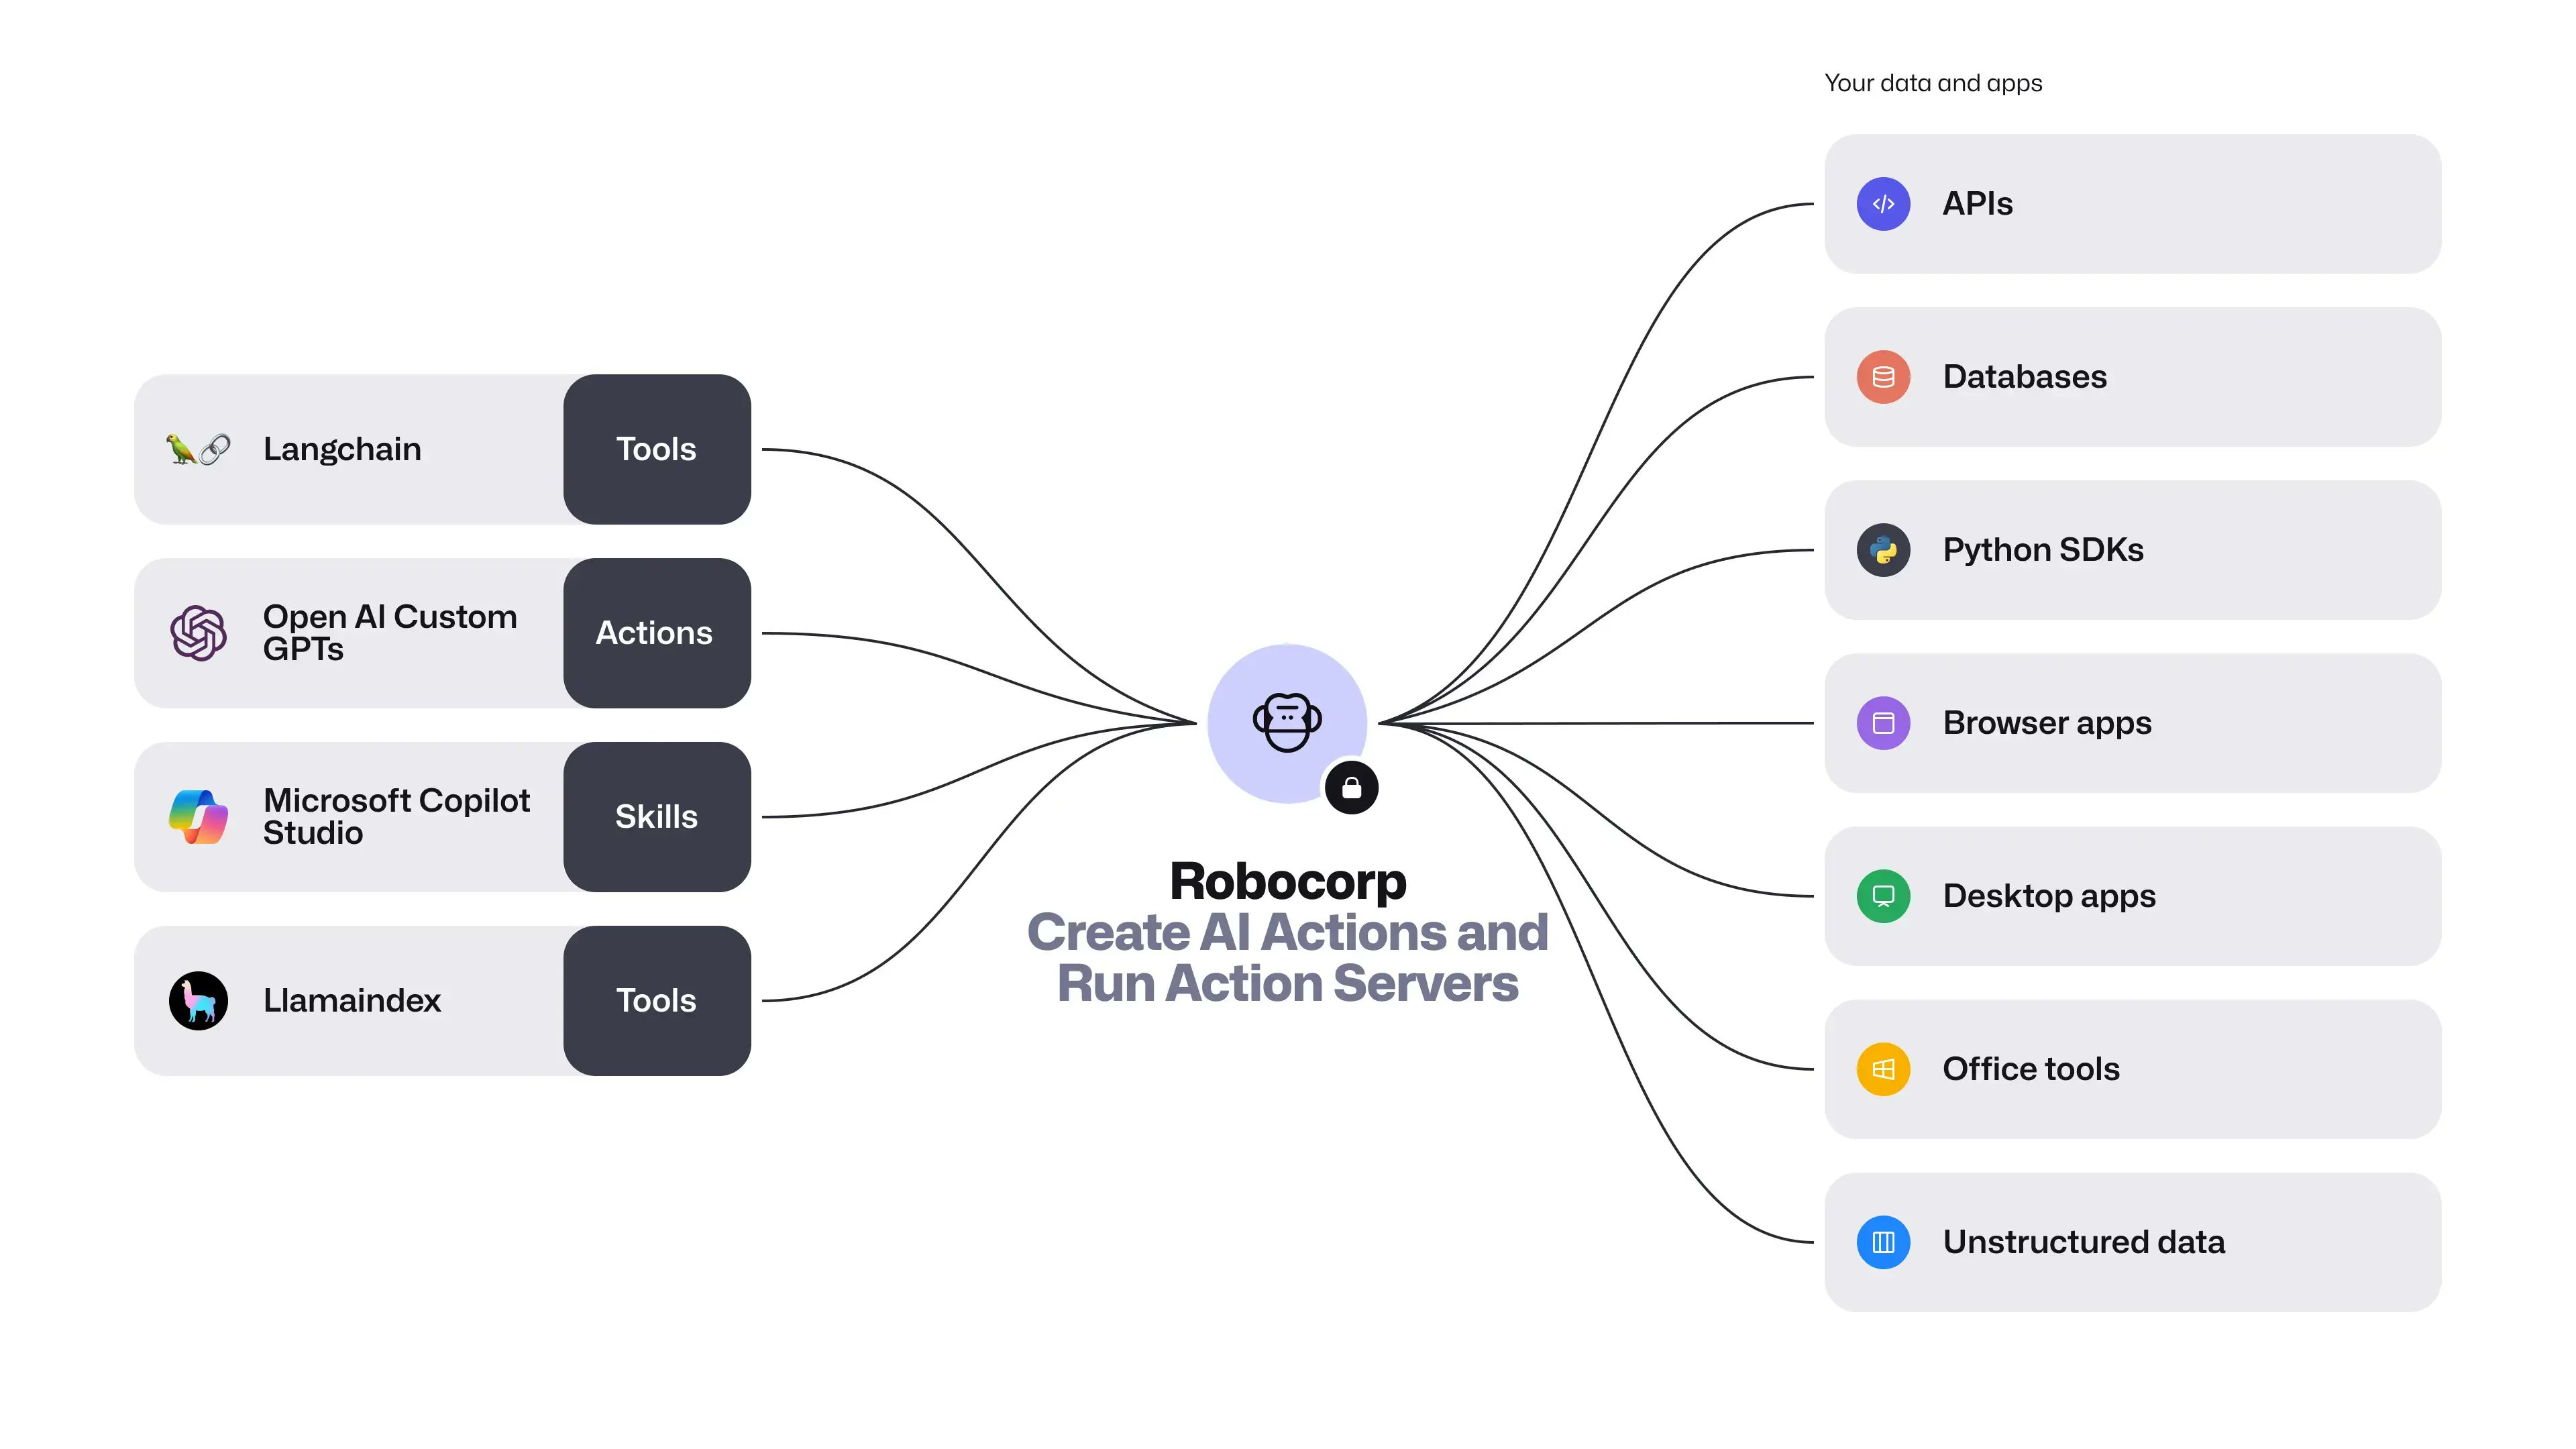 Your data and apps
Langchain
Tools
Open AI Custom
GPTs
Actions
Microsoft Copilot
Studio
Skills
Llamaindex
Tools
Robocorp
Create AI Actions and
Run Action Servers
APIs
Databases
Python SDKs
Browser apps
Desktop apps
Office tools
Unstructured data